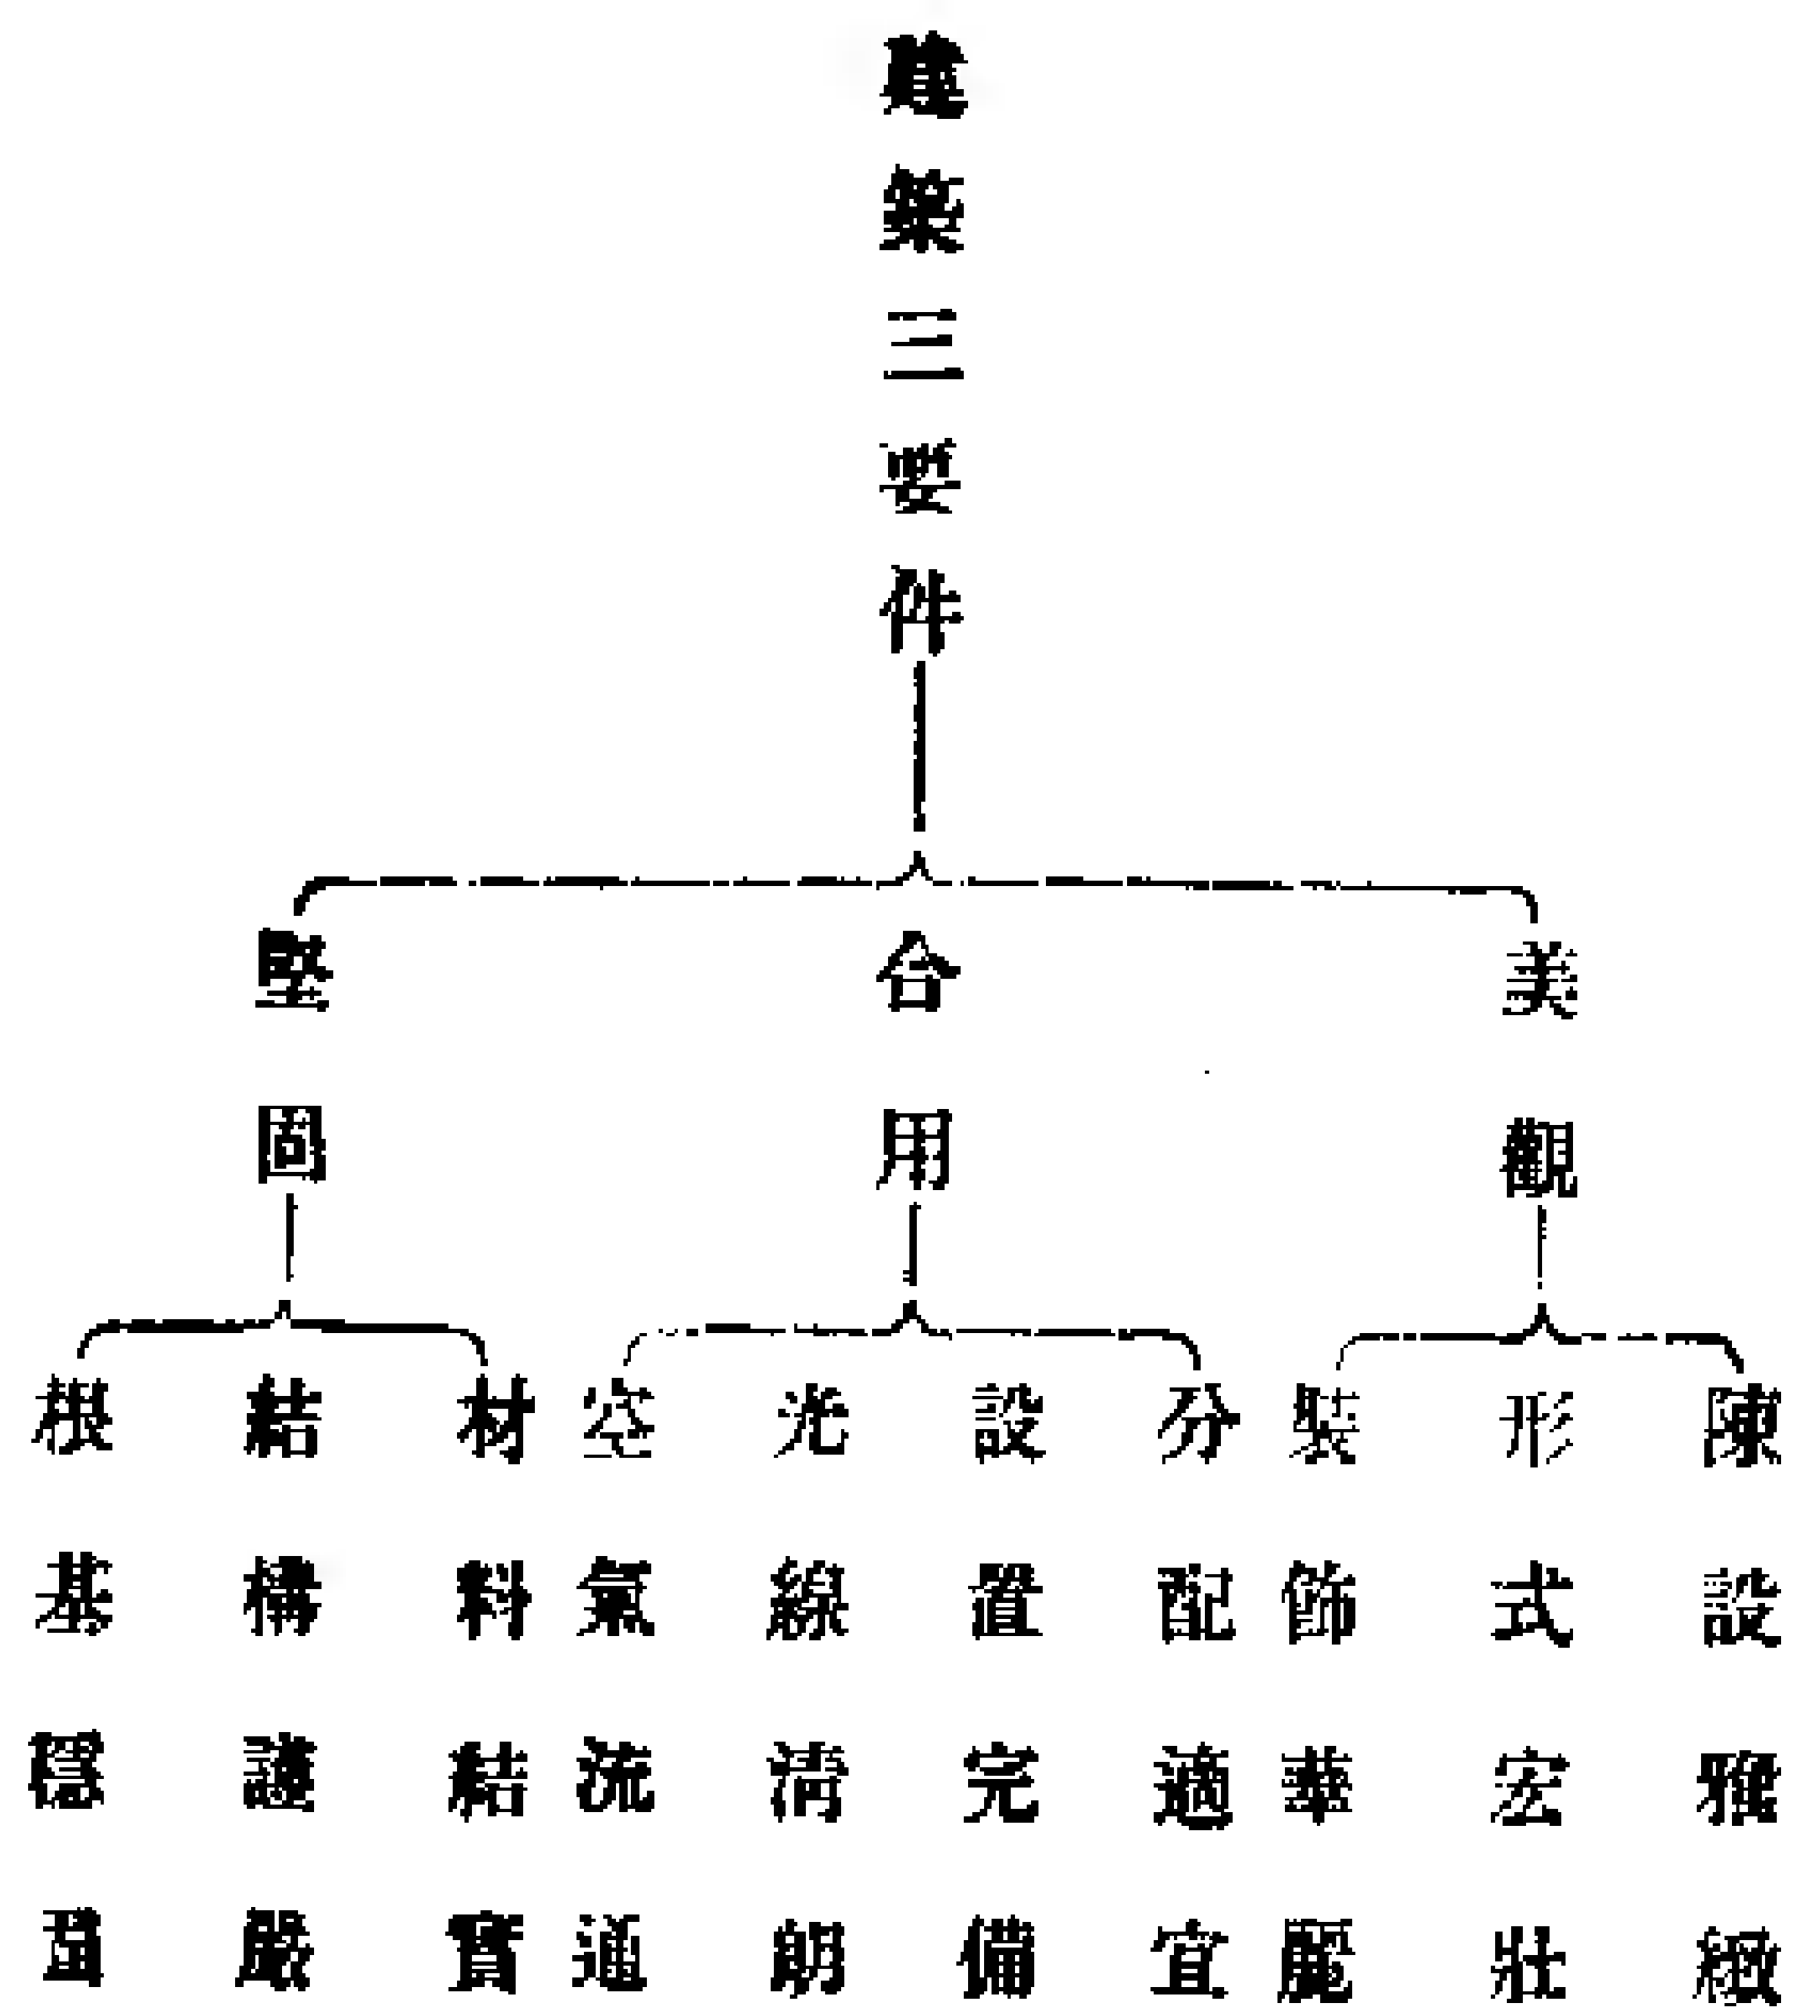 建築三要件
堅固
合用
美觀
根基穩固
結構謹嚴
材料結實
空氣流通
光線清朗
設置完備
分配適宜
裝飾華麗
形式宏壯
陳設雅緻